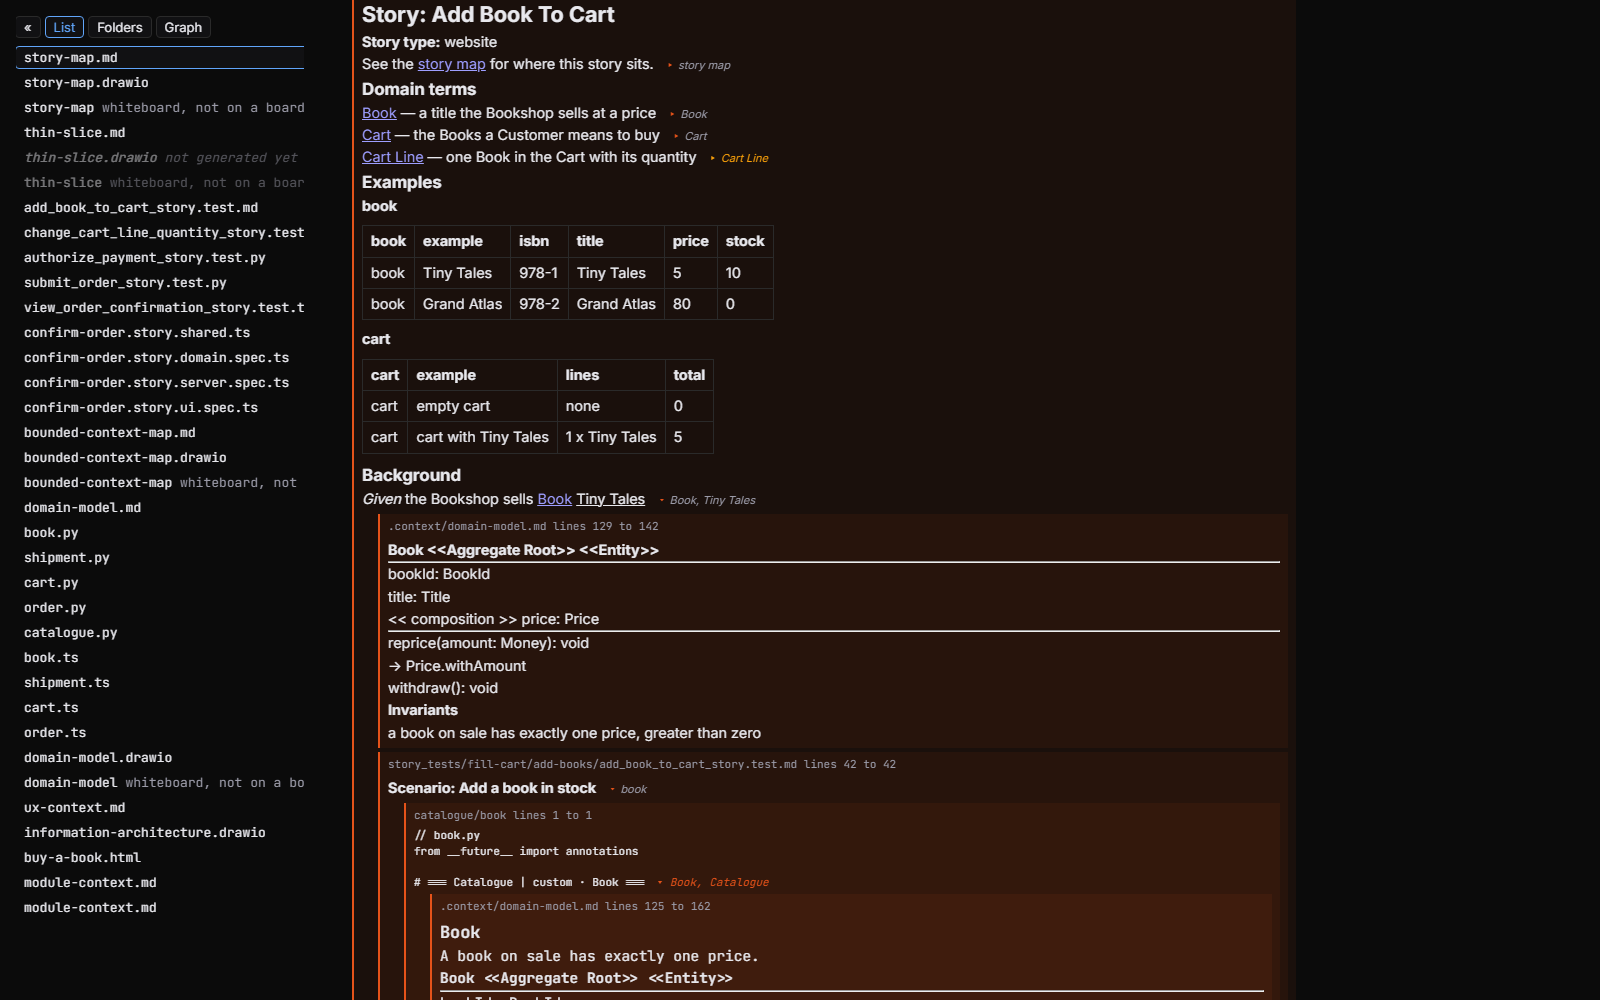 « List Folders Graph
story-map.md
story-map.drawio
story-map whiteboard, not on a board
thin-slice.md
thin-slice.drawio not generated yet
thin-slice whiteboard, not on a boar
add_book_to_cart_story.test.md
change_cart_line_quantity_story.test
authorize_payment_story.test.py
submit_order_story.test.py
view_order_confirmation_story.test.t
confirm-order.story.shared.ts
confirm-order.story.domain.spec.ts
confirm-order.story.server.spec.ts
confirm-order.story.ui.spec.ts
bounded-context-map.md
bounded-context-map.drawio
bounded-context-map whiteboard, not
domain-model.md
book.py
shipment.py
cart.py
order.py
catalogue.py
book.ts
shipment.ts
cart.ts
order.ts
domain-model.drawio
domain-model whiteboard, not on a bo
ux-context.md
information-architecture.drawio
buy-a-book.html
module-context.md
module-context.md
Story: Add Book To Cart
Story type: website
See the story map for where this story sits. ‣ story map
Domain terms
Book — a title the Bookshop sells at a price ‣ Book
Cart — the Books a Customer means to buy ‣ Cart
Cart Line — one Book in the Cart with its quantity ‣ Cart Line
Examples
book
book example isbn title price stock
book Tiny Tales 978-1 Tiny Tales 5 10
book Grand Atlas 978-2 Grand Atlas 80 0
cart
cart example lines total
cart empty cart none 0
cart cart with Tiny Tales 1 x Tiny Tales 5
Background
Given the Bookshop sells Book Tiny Tales ▾ Book, Tiny Tales
.context/domain-model.md lines 129 to 142
Book <<Aggregate Root>> <<Entity>>
bookId: BookId
title: Title
<< composition >> price: Price
reprice(amount: Money): void
→ Price.withAmount
withdraw(): void
Invariants
a book on sale has exactly one price, greater than zero
story_tests/fill-cart/add-books/add_book_to_cart_story.test.md lines 42 to 42
Scenario: Add a book in stock ▾ book
catalogue/book lines 1 to 1
// book.py
from __future__ import annotations
# === Catalogue | custom · Book === ▾ Book, Catalogue
.context/domain-model.md lines 125 to 162
Book
A book on sale has exactly one price.
Book <<Aggregate Root>> <<Entity>>